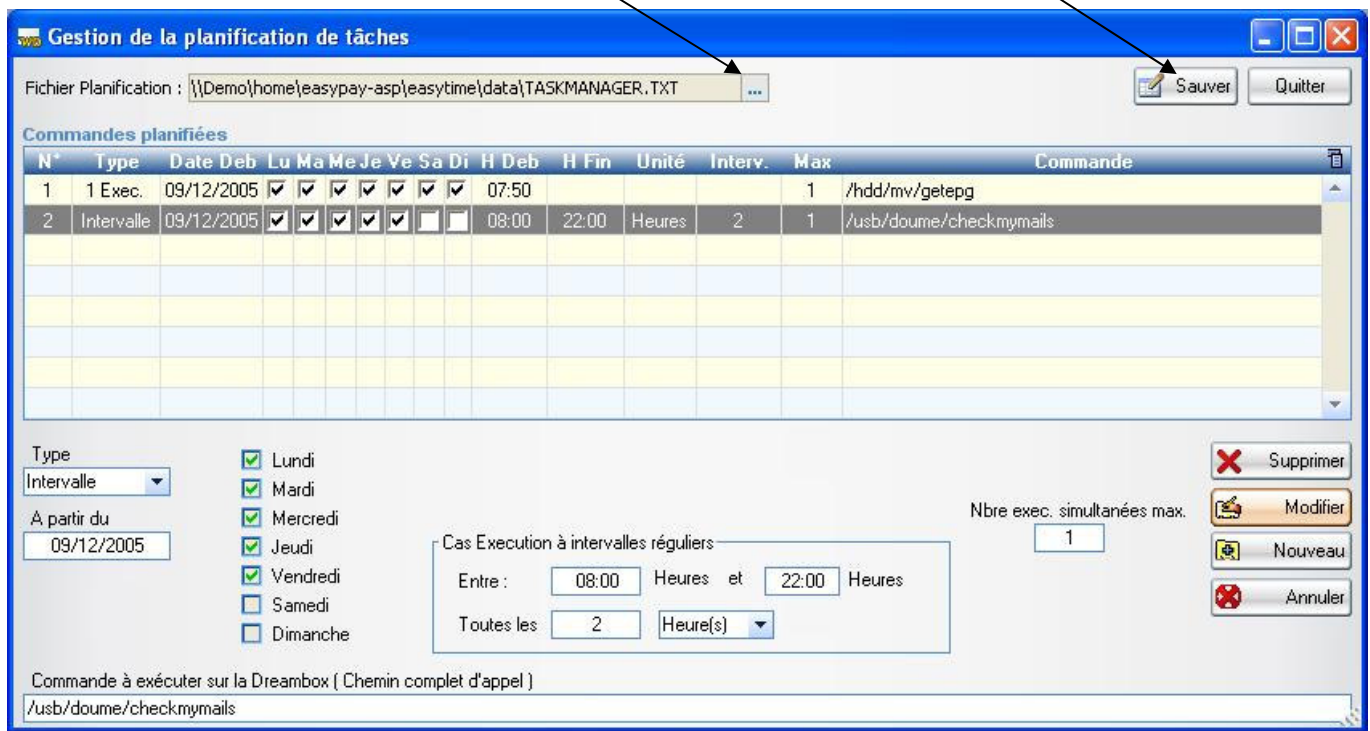 Gestion de la planification de tâches
Fichier Planification : \\Demo\home\easypay-asp\easytime\data\TASKMANAGER.TXT ... Sauver Quitter
Commandes planifiées
N° Type Date Deb Lu Ma Me Je Ve Sa Di H Deb H Fin Unité Interv. Max Commande
1 1 Exec. 09/12/2005 07:50 1 /hdd/mv/getepg
2 Intervalle 09/12/2005 08:00 22:00 Heures 2 1 /usb/doume/checkmymails
Type
Intervalle
A partir du
09/12/2005
Lundi
Mardi
Mercredi
Jeudi
Vendredi
Samedi
Dimanche
Cas Execution à intervalles réguliers
Entre : 08:00 Heures et 22:00 Heures
Toutes les 2 Heure(s)
Nbre exec. simultanées max.
1
Supprimer
Modifier
Nouveau
Annuler
Commande à exécuter sur la Dreambox ( Chemin complet d'appel )
/usb/doume/checkmymails